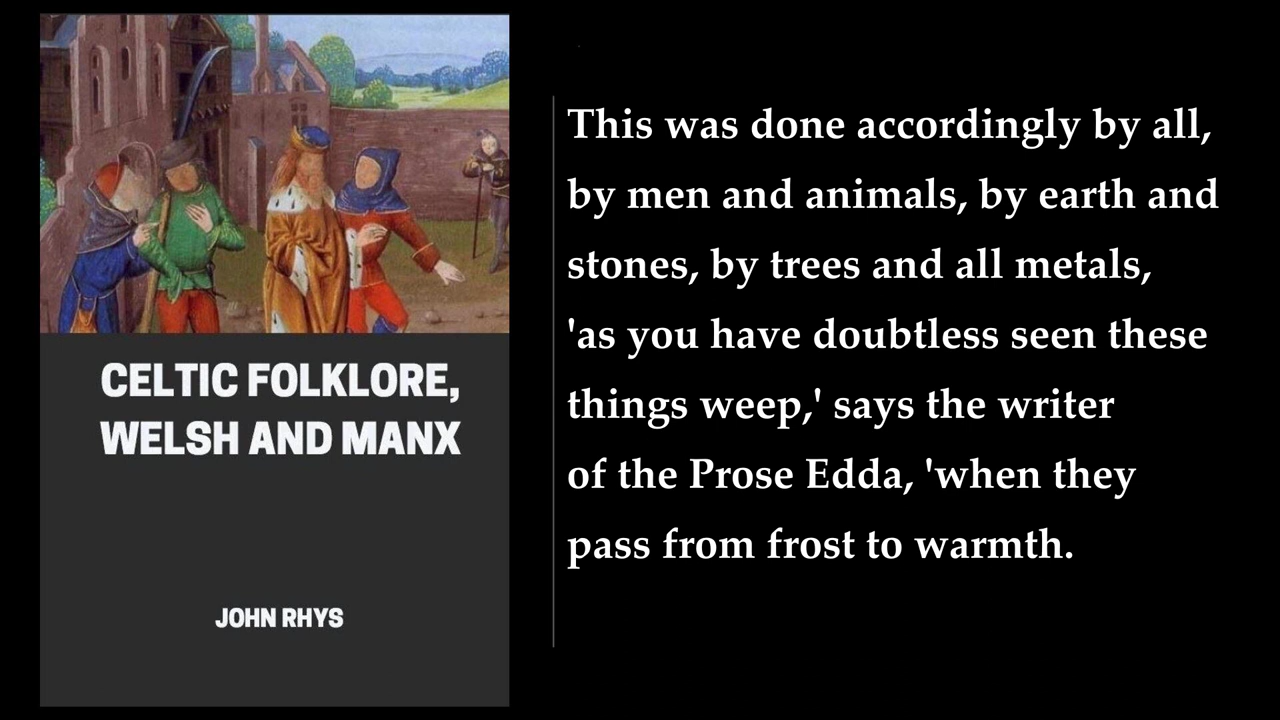 CELTIC FOLKLORE,
WELSH AND MANX
JOHN RHYS
This was done accordingly by all,
by men and animals, by earth and
stones, by trees and all metals,
'as you have doubtless seen these
things weep,' says the writer
of the Prose Edda, 'when they
pass from frost to warmth.